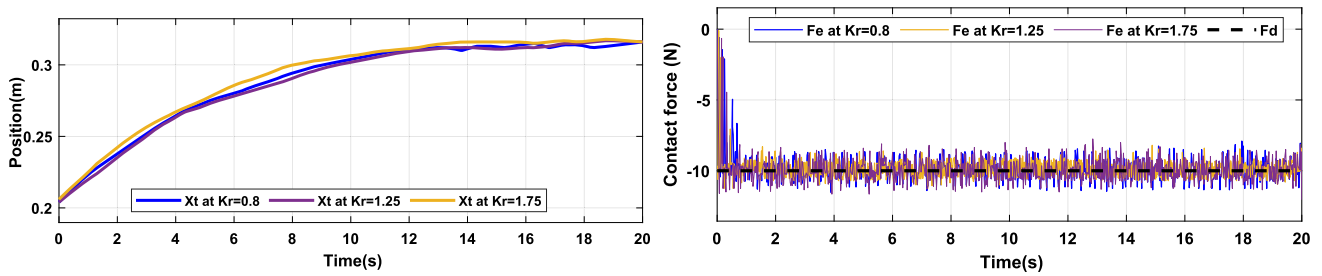 Position(m)
0.3
0.25
0.2
Xt at Kr=0.8 Xt at Kr=1.25 Xt at Kr=1.75
0 2 4 6 8 10 12 14 16 18 20
Time(s)
Contact force (N)
0
-5
-10
Fe at Kr=0.8 Fe at Kr=1.25 Fe at Kr=1.75 Fd
0 2 4 6 8 10 12 14 16 18 20
Time(s)